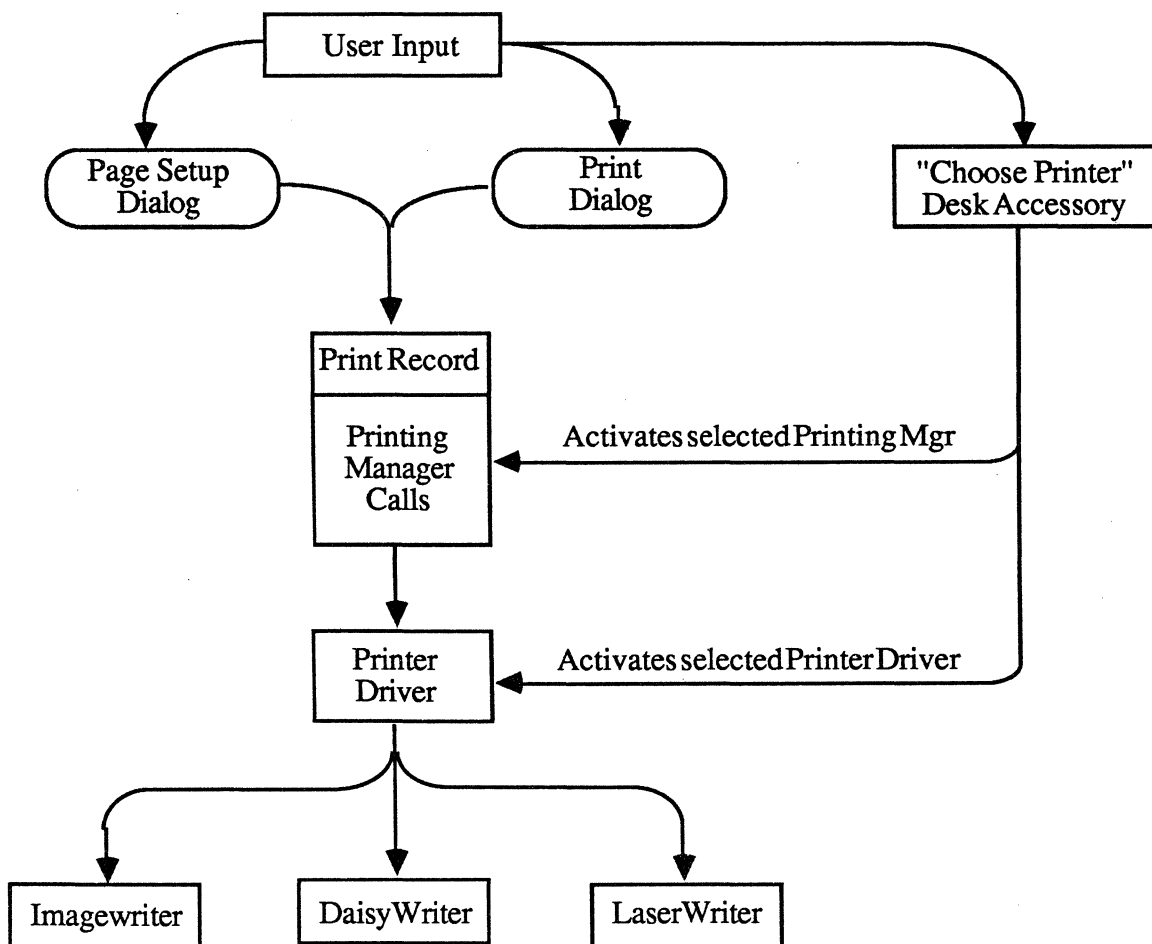 User Input
Page Setup
Dialog
Print
Dialog
"Choose Printer"
Desk Accessory
Print Record
Printing
Manager
Calls
Activates selected Printing Mgr
Printer
Driver
Activates selected Printer Driver
Imagewriter
DaisyWriter
LaserWriter